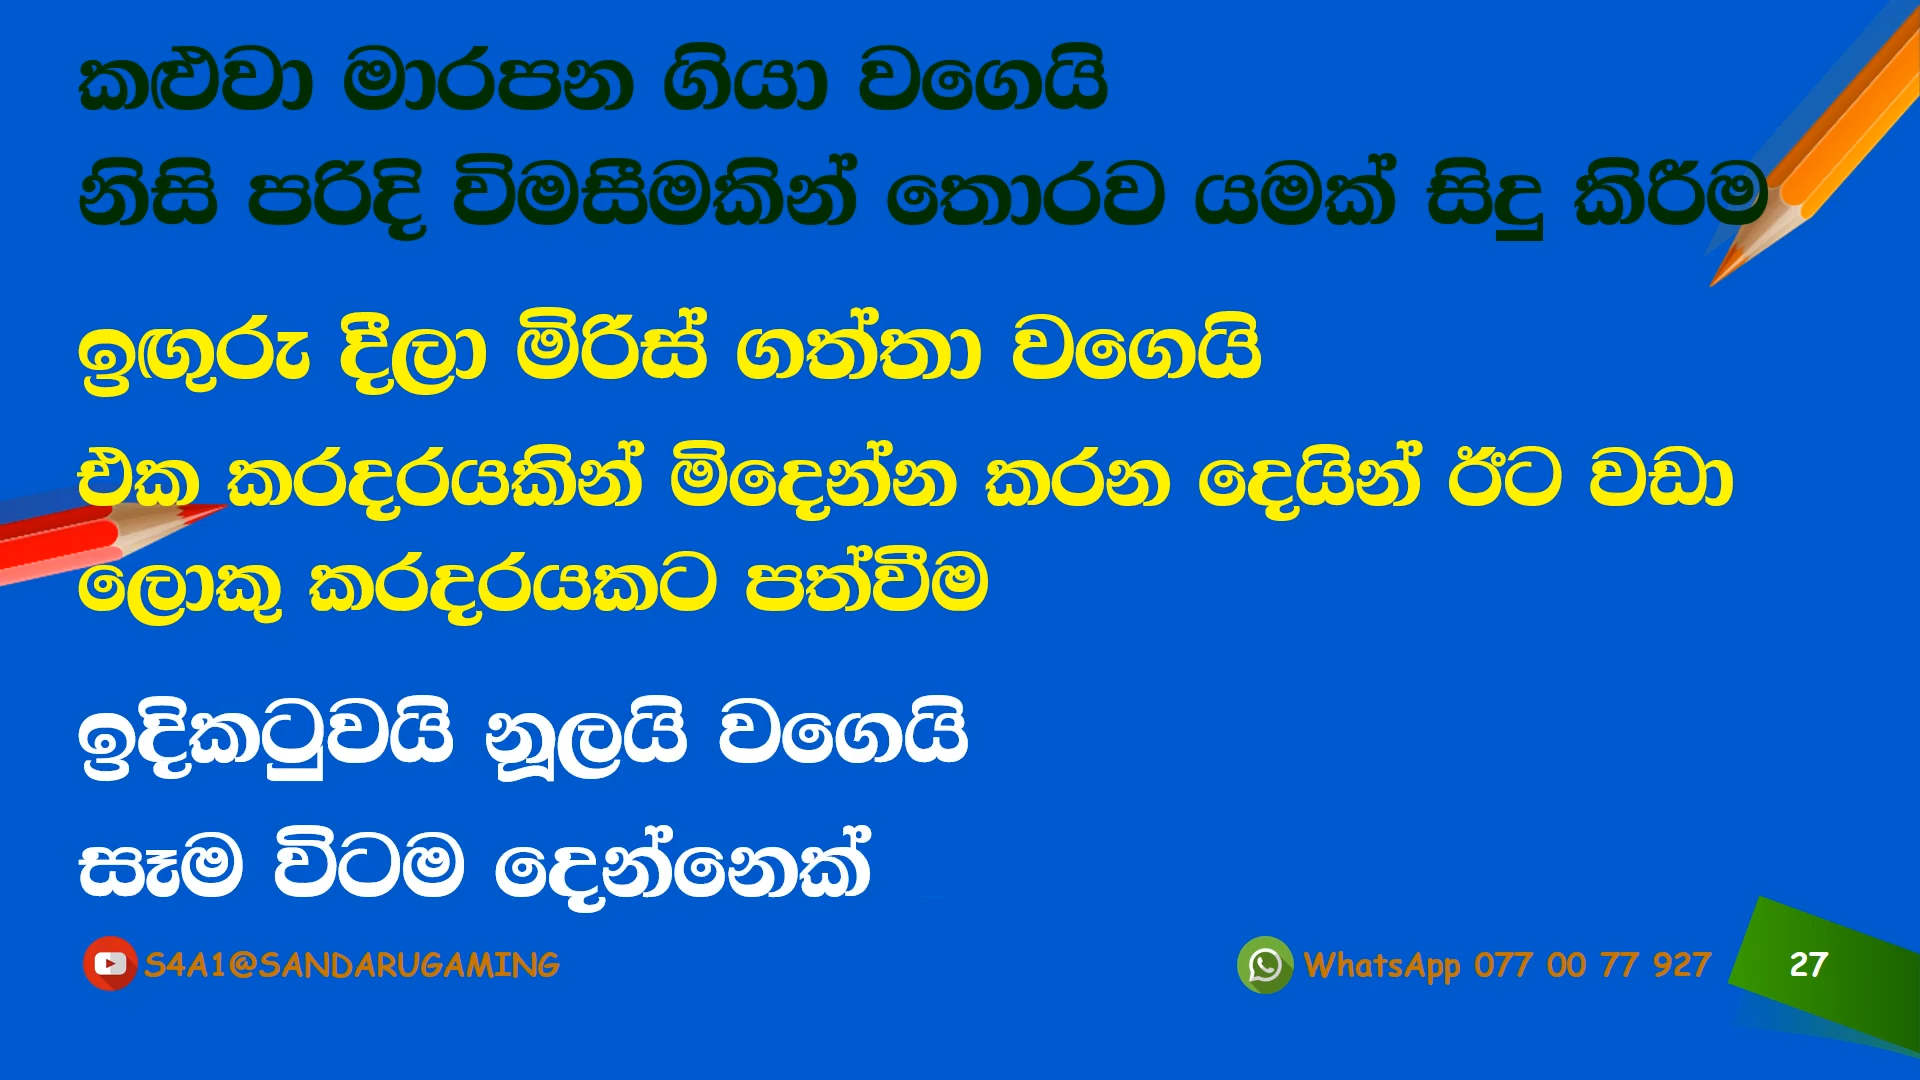 කළුවා මාරපන ගියා වගෙයි
නිසි පරිදි විමසීමකින් තොරව යමක් සිදු කිරීම
ඉඟුරු දීලා මිරිස් ගත්තා වගෙයි
එක කරදරයකින් මිදෙන්න කරන දෙයින් ඊට වඩා
ලොකු කරදරයකට පත්වීම
ඉදිකටුවයි නූලයි වගෙයි
සෑම විටම දෙන්නෙක්
S4A1@SANDARUGAMING
WhatsApp 077 00 77 927
27